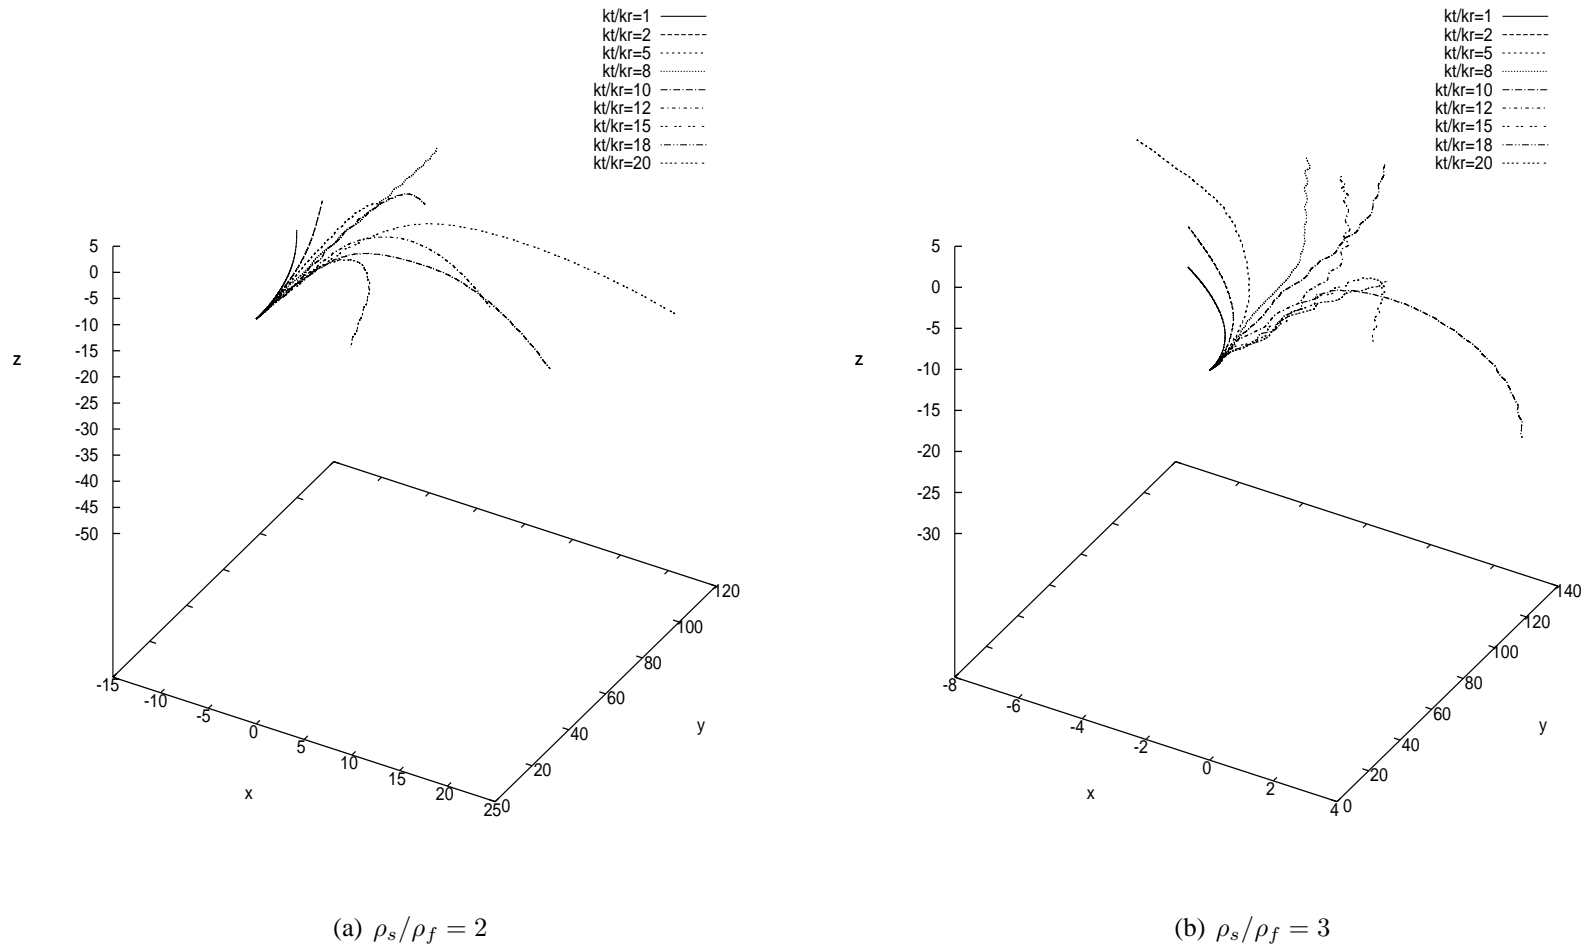 kt/kr=1
kt/kr=2
kt/kr=5
kt/kr=8
kt/kr=10
kt/kr=12
kt/kr=15
kt/kr=18
kt/kr=20
5
0
-5
-10
-15
-20
-25
-30
-35
-40
-45
-50
z
-15
-10
-5
0
5
10
15
20
25
x
0
20
40
60
80
100
120
y
(a) ρs/ρf = 2
kt/kr=1
kt/kr=2
kt/kr=5
kt/kr=8
kt/kr=10
kt/kr=12
kt/kr=15
kt/kr=18
kt/kr=20
5
0
-5
-10
-15
-20
-25
-30
z
-8
-6
-4
-2
0
2
4
x
0
20
40
60
80
100
120
140
y
(b) ρs/ρf = 3